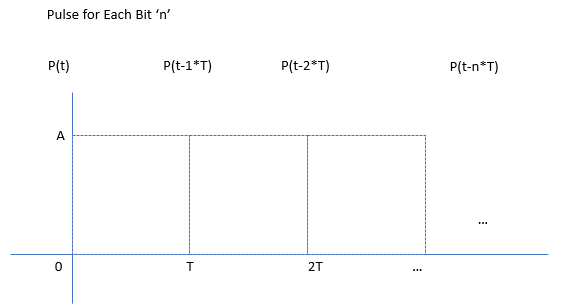 Pulse for Each Bit ‘n’
P(t) P(t-1*T) P(t-2*T) P(t-n*T)
A
...
0 T 2T ...